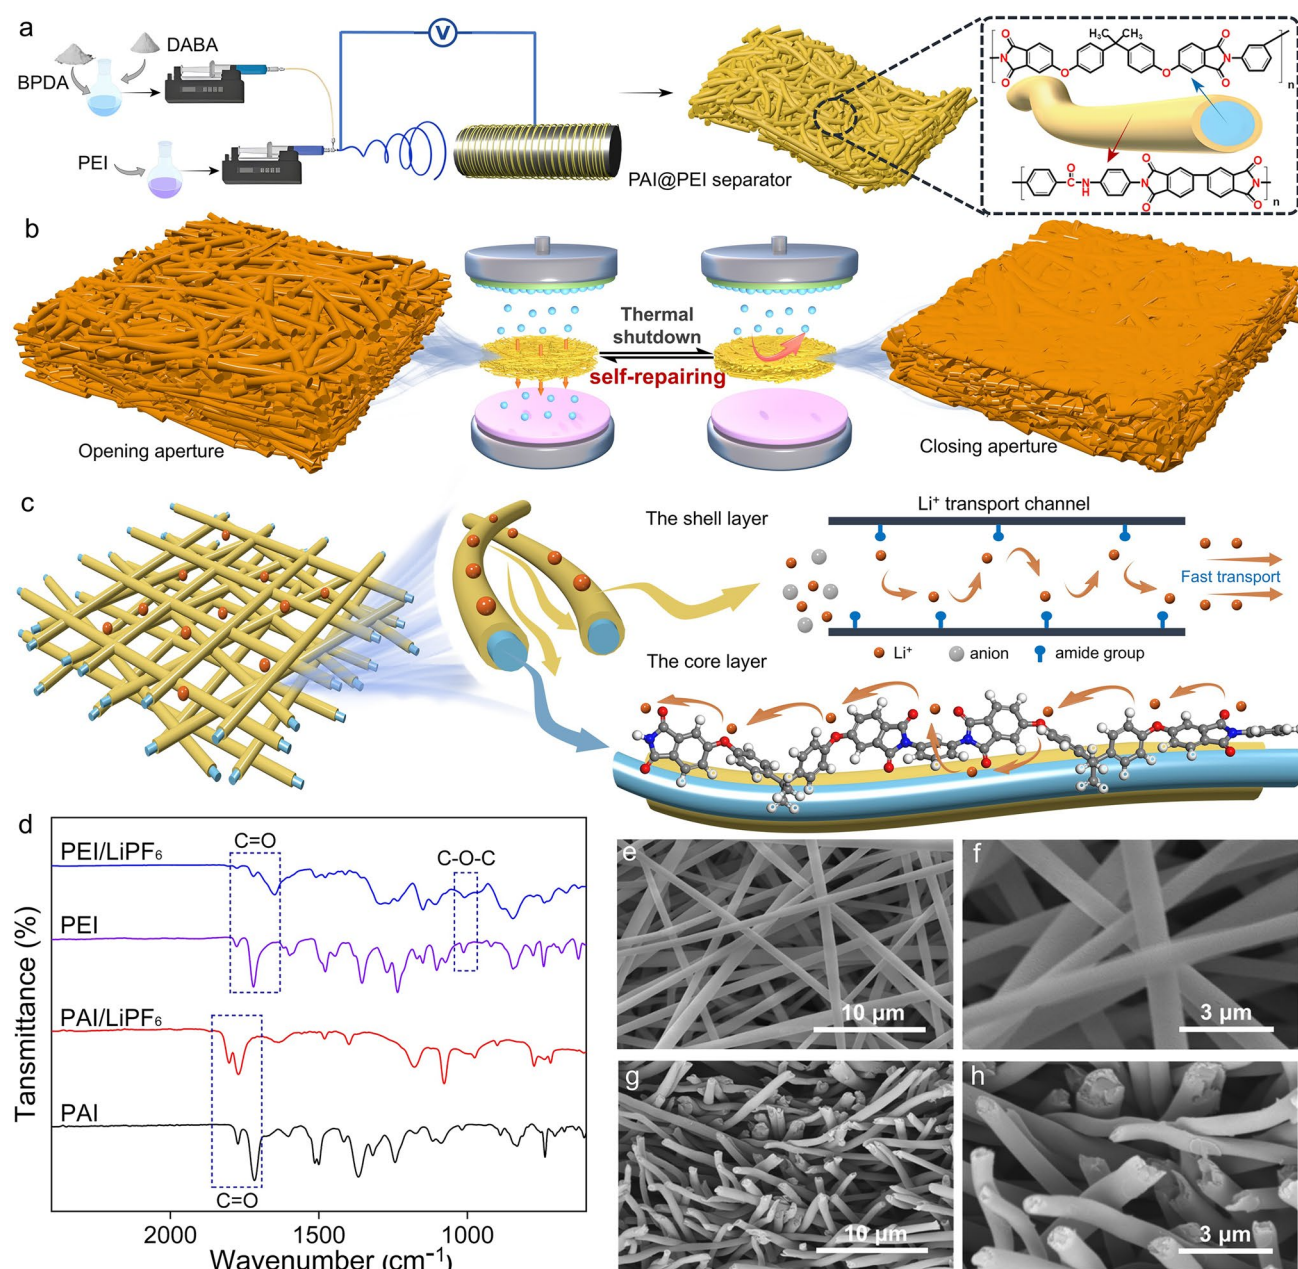 a
DABA
BPDA
PEI
V
PAI@PEI separator
O
O
H₃C
CH₃
O
O
N
O
O
N
O
O
n
O
C
N
H
N
O
O
O
O
N
n
b
Thermal
shutdown
self-repairing
Opening aperture
Closing aperture
c
The shell layer
Li⁺ transport channel
Fast transport
Li⁺
anion
amide group
The core layer
d
C=O
PEI/LiPF₆
C-O-C
PEI
PAI/LiPF₆
PAI
C=O
Tansmittance (%)
2000
1500
1000
Wavenumber (cm⁻¹)
e
10 μm
f
3 μm
g
10 μm
h
3 μm